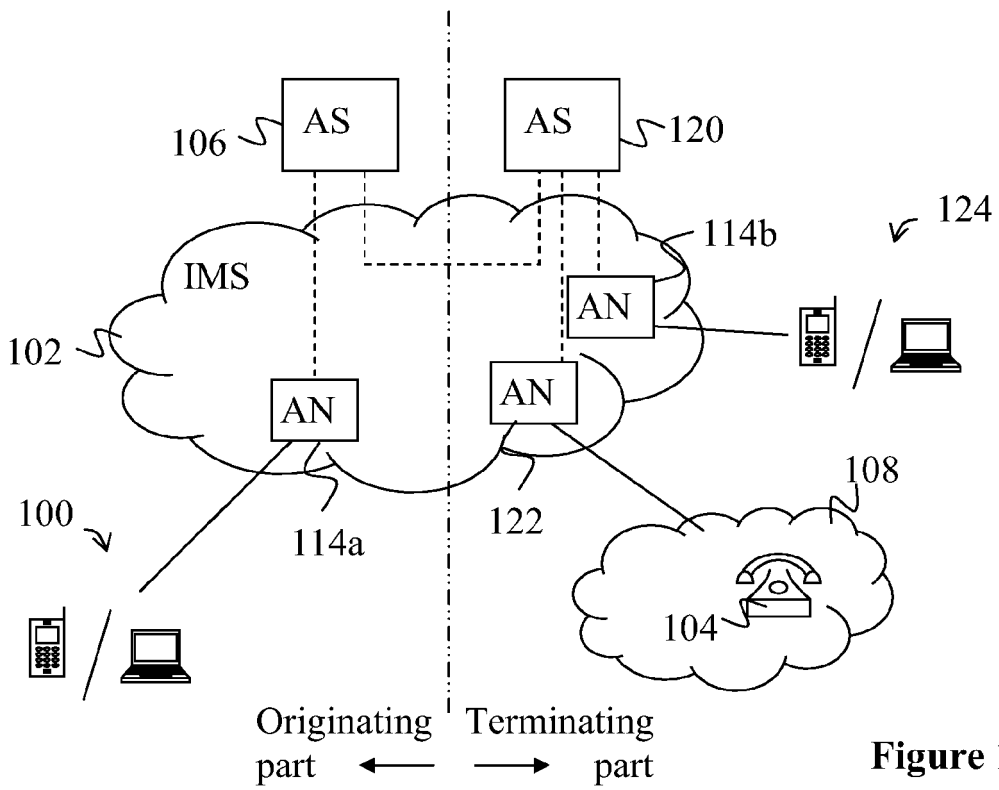 AS
AS
106
120
124
114b
IMS
AN
102
AN
AN
108
100
114a
122
104
Originating part
Terminating part
Figure